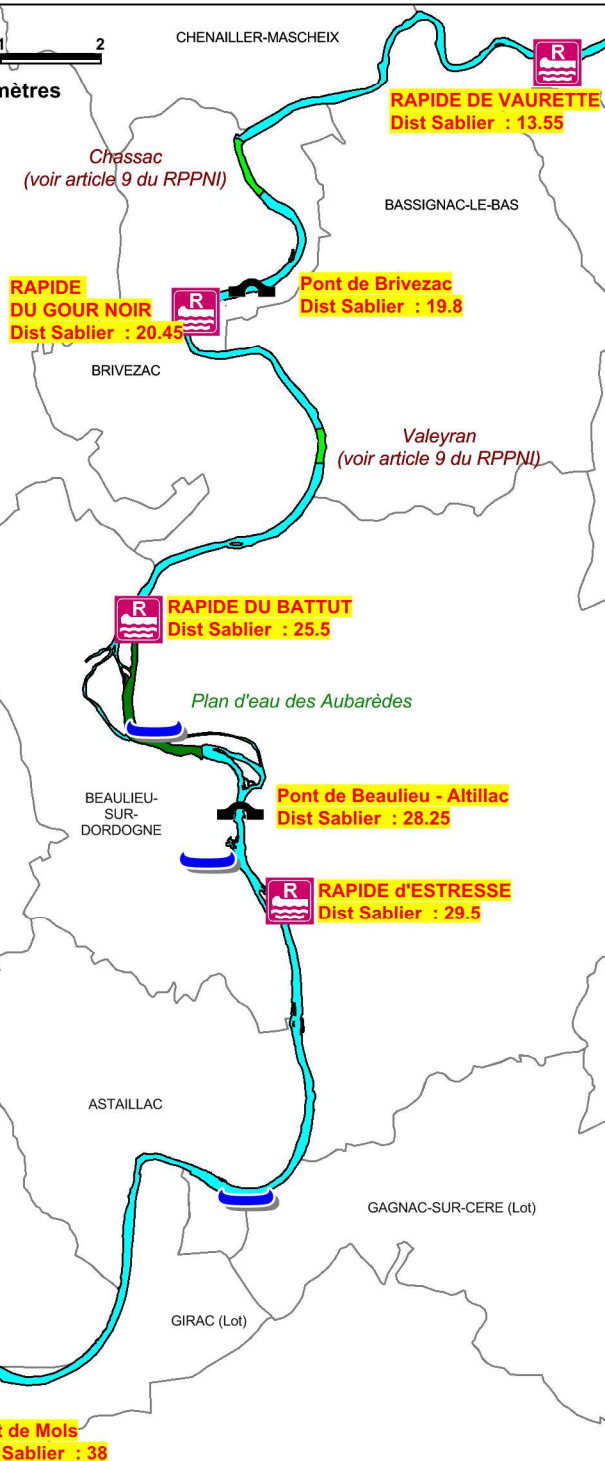 1 2
mètres
CHENAILLER-MASCHEIX
R
RAPIDE DE VAURETTE
Dist Sablier : 13.55
Chassac
(voir article 9 du RPPNI)
BASSIGNAC-LE-BAS
RAPIDE
DU GOUR NOIR
Dist Sablier : 20.45
R
Pont de Brivezac
Dist Sablier : 19.8
BRIVEZAC
Valeyran
(voir article 9 du RPPNI)
R
RAPIDE DU BATTUT
Dist Sablier : 25.5
Plan d'eau des Aubarèdes
BEAULIEU-
SUR-
DORDOGNE
Pont de Beaulieu - Altillac
Dist Sablier : 28.25
R
RAPIDE d'ESTRESSE
Dist Sablier : 29.5
ASTAILLAC
GAGNAC-SUR-CERE (Lot)
GIRAC (Lot)
t de Mols
Sablier : 38